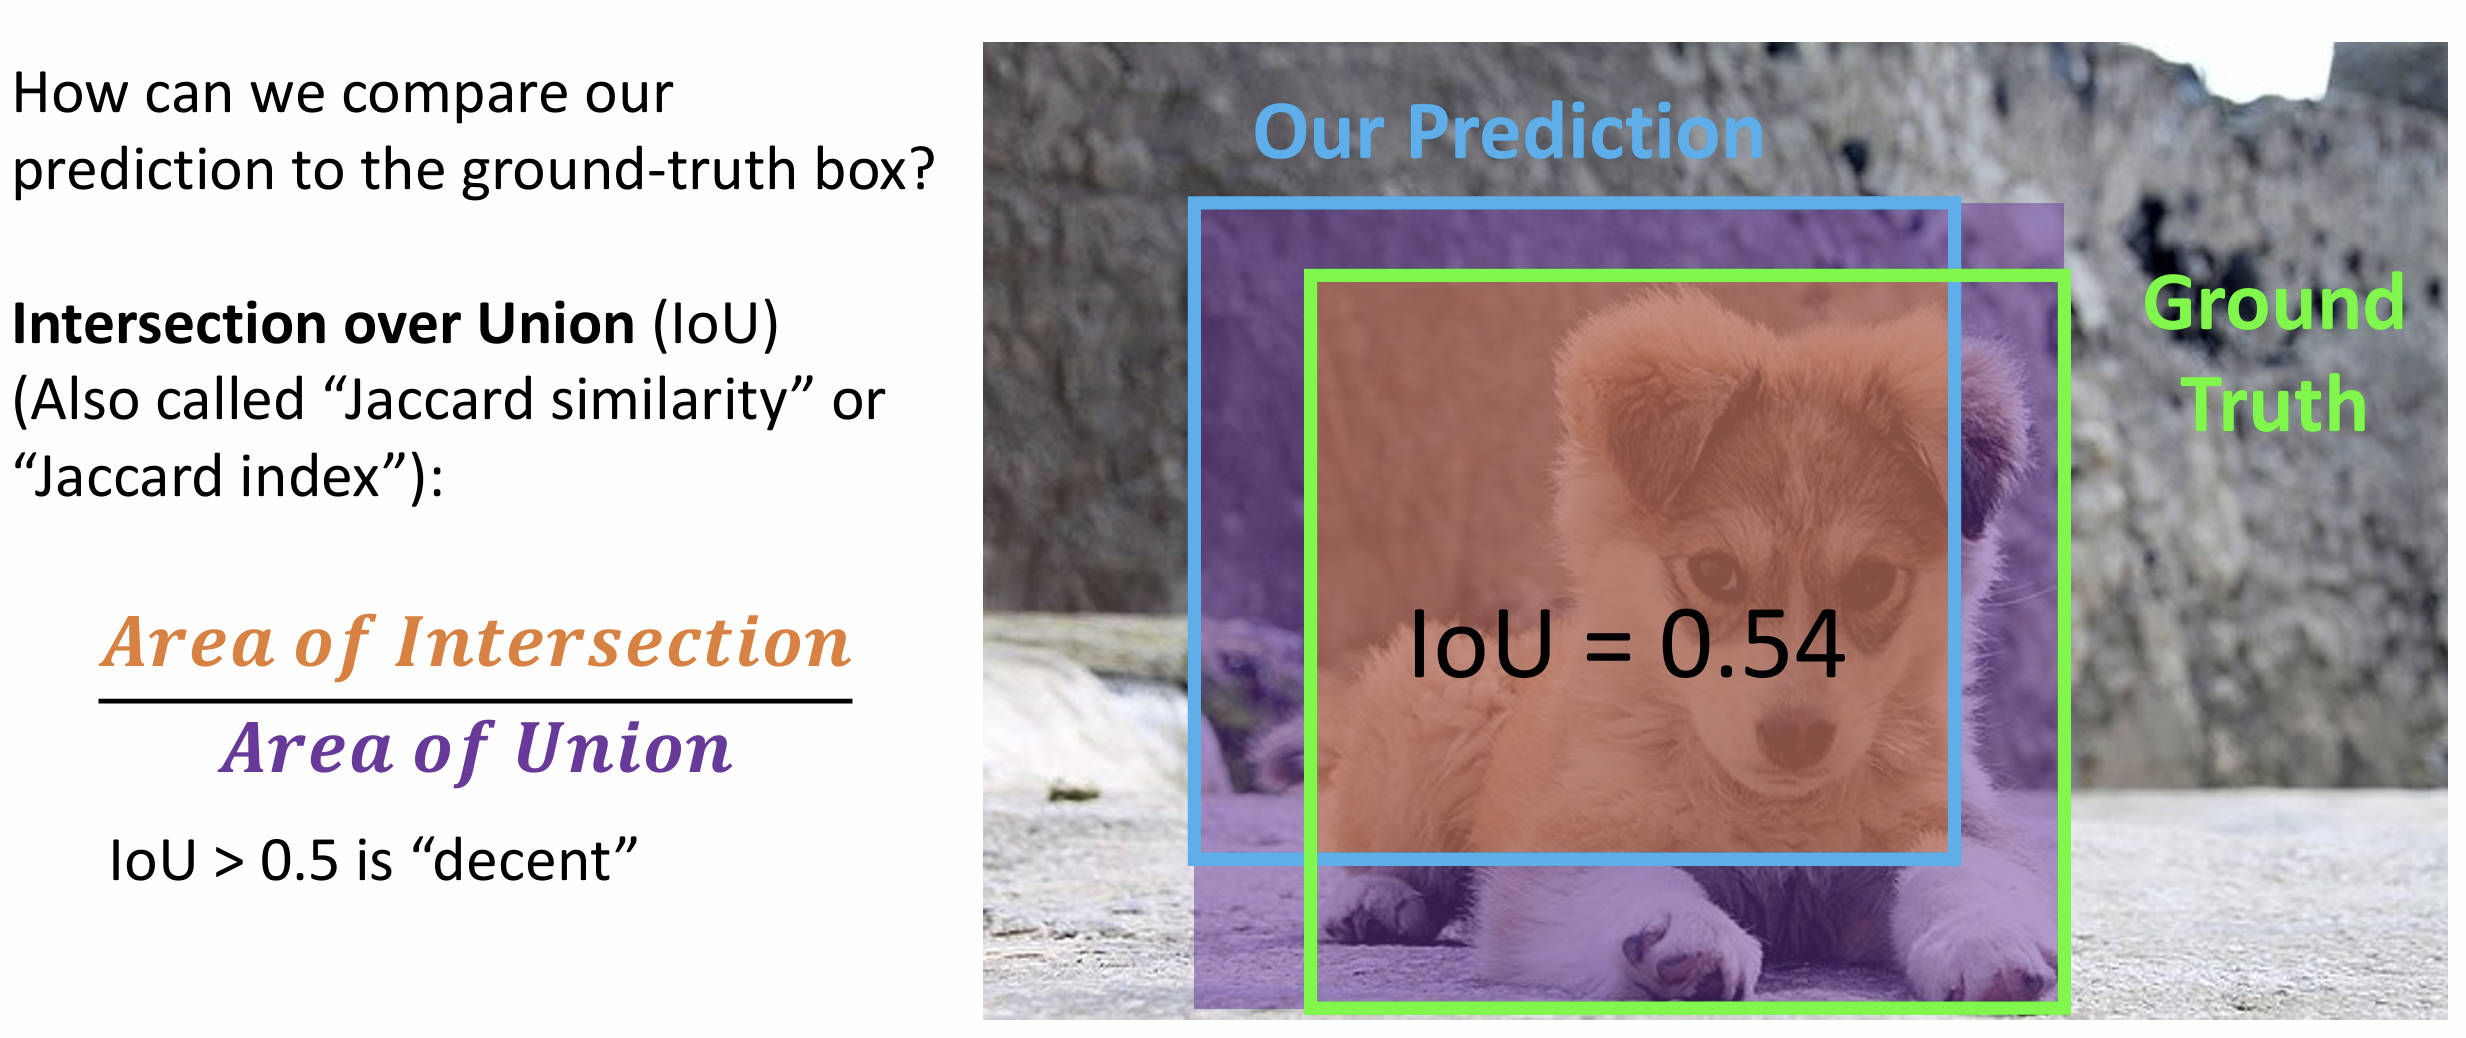 How can we compare our
prediction to the ground-truth box?
Intersection over Union (IoU)
(Also called “Jaccard similarity” or
“Jaccard index”):
Area of Intersection
Area of Union
IoU > 0.5 is “decent”
Our Prediction
Ground
Truth
IoU = 0.54